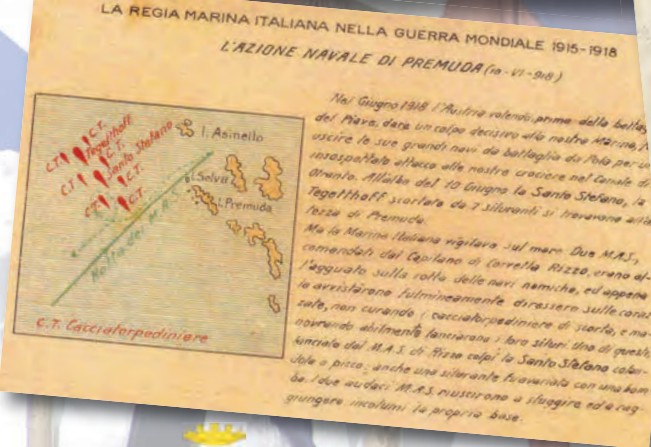 LA REGIA MARINA ITALIANA NELLA GUERRA MONDIALE 1915-1918
L'AZIONE NAVALE DI PREMUDA (10-VI-918)
C.T.
Tegetthoff
C.T.
C.T.
Santo Stefano
C.T.
C.T.
C.T.
C.T.
I. Asinello
I. Selva
I. Premuda
Rotta dei M.A.S.
C.T. Cacciatorpediniere
Nel Giugno 1918 l'Austria volendo, prima della battag
del Piave, dare un colpo decisivo alla nostra Marina, fa
uscire le sue grandi navi da battaglia da Pola per un
insospettato attacco alle nostre crociere nel Canale di
Otranto. All'alba del 10 Giugno la Santo Stefano, la
Tegetthoff scortate da 7 siluranti si trovavano all'al
tezza di Premuda.
Ma la Marina Italiana vigilava sul mare. Due M.A.S.,
comandati dal Capitano di Corvetta Rizzo, erano al-
l'agguato sulla rotta delle navi nemiche, ed appena
le avvistarono fulmineamente diressero sulle coraz
zate, non curando i cacciatorpediniere di scorta, e ma-
novrando abilmente lanciarono i loro siluri. Uno di questi,
lanciato dal M.A.S. di Rizzo colpì la Santo Stefano colan-
dola a picco; anche una silurante fu avariata con una bom
ba. I due audaci M.A.S. riuscirono a sfuggire ed a rag-
giungere incolumi la propria base.